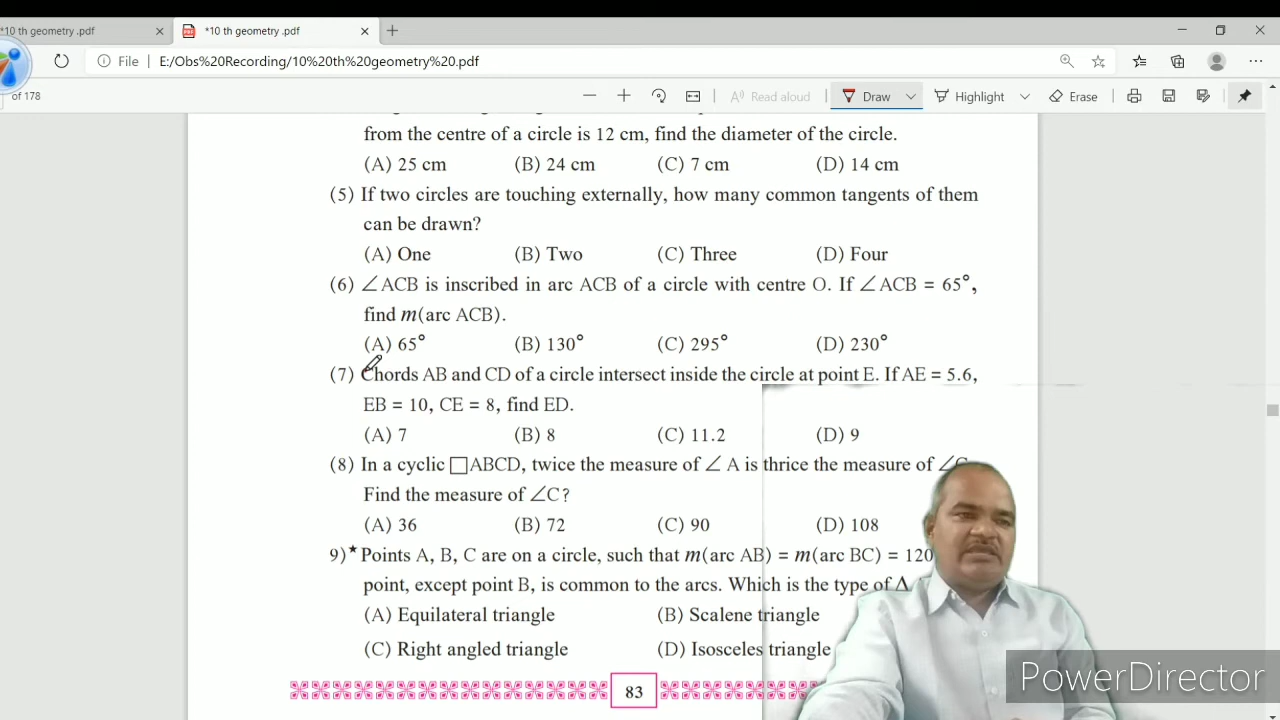 *10 th geometry .pdf
*10 th geometry .pdf
File | E:/Obs%20Recording/10%20th%20geometry%20.pdf
of 178
Read aloud
Draw
Highlight
Erase
from the centre of a circle is 12 cm, find the diameter of the circle.
(A) 25 cm (B) 24 cm (C) 7 cm (D) 14 cm
(5) If two circles are touching externally, how many common tangents of them
can be drawn?
(A) One (B) Two (C) Three (D) Four
(6) ∠ACB is inscribed in arc ACB of a circle with centre O. If ∠ACB = 65°,
find m(arc ACB).
(A) 65° (B) 130° (C) 295° (D) 230°
(7) Chords AB and CD of a circle intersect inside the circle at point E. If AE = 5.6,
EB = 10, CE = 8, find ED.
(A) 7 (B) 8 (C) 11.2 (D) 9
(8) In a cyclic □ABCD, twice the measure of ∠A is thrice the measure of ∠C.
Find the measure of ∠C?
(A) 36 (B) 72 (C) 90 (D) 108
9)★ Points A, B, C are on a circle, such that m(arc AB) = m(arc BC) = 120
point, except point B, is common to the arcs. Which is the type of Δ
(A) Equilateral triangle (B) Scalene triangle
(C) Right angled triangle (D) Isosceles triangle
83
PowerDirector